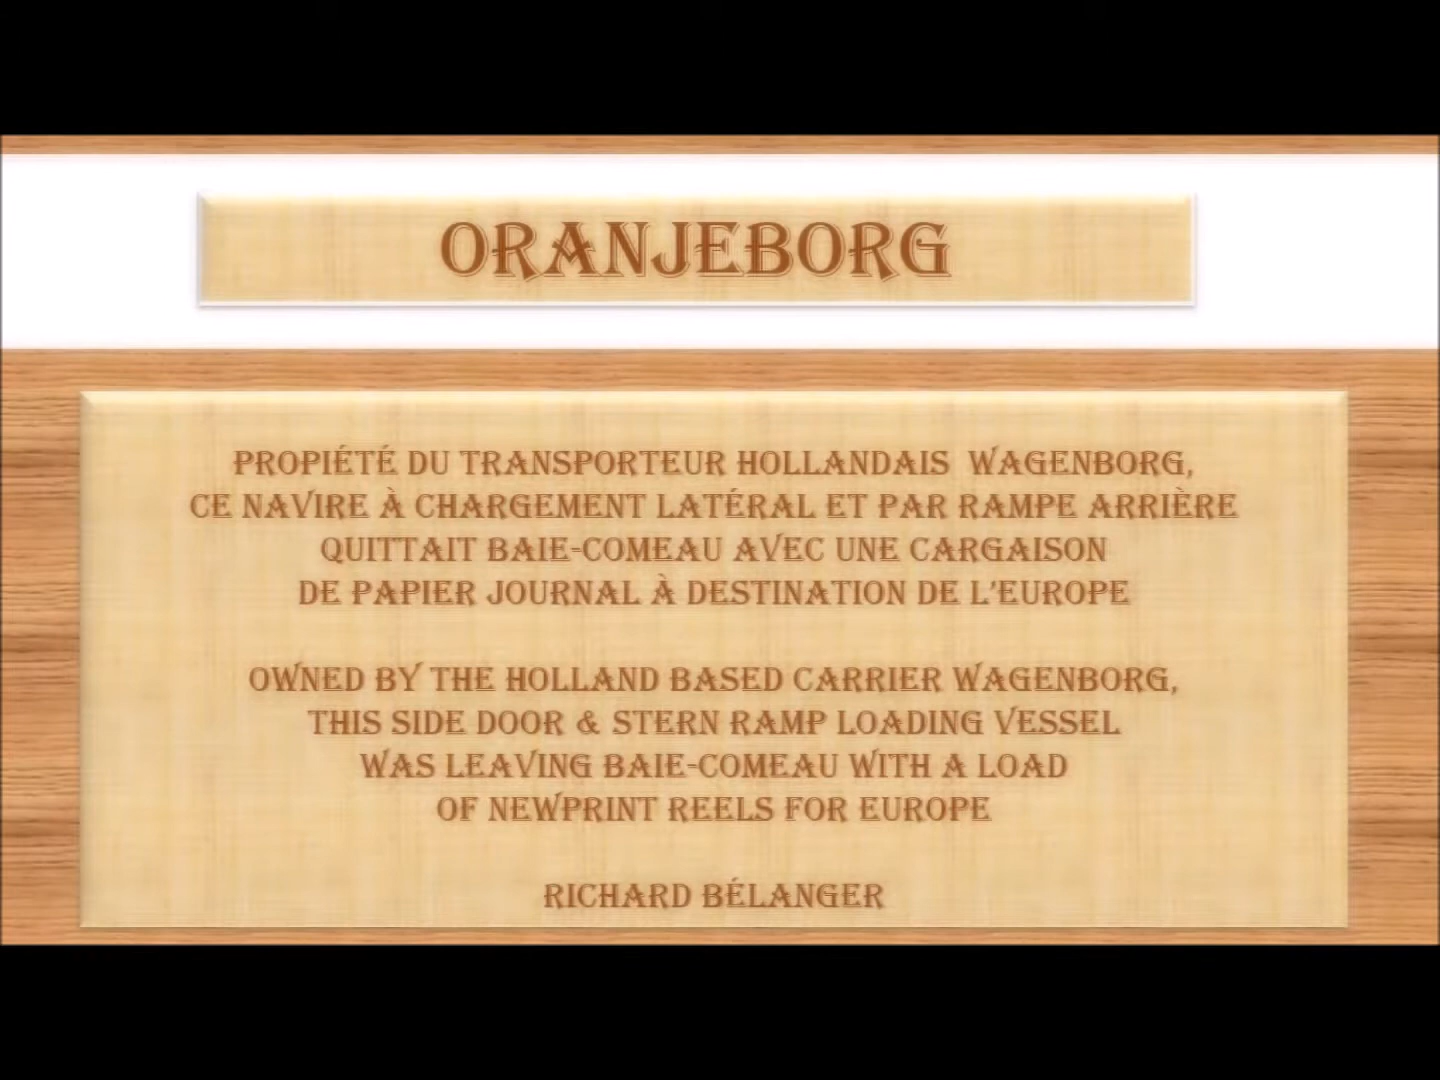 ORANJEBORG
PROPIÉTÉ DU TRANSPORTEUR HOLLANDAIS WAGENBORG,
CE NAVIRE À CHARGEMENT LATÉRAL ET PAR RAMPE ARRIÈRE
QUITTAIT BAIE-COMEAU AVEC UNE CARGAISON
DE PAPIER JOURNAL À DESTINATION DE L'EUROPE
OWNED BY THE HOLLAND BASED CARRIER WAGENBORG,
THIS SIDE DOOR & STERN RAMP LOADING VESSEL
WAS LEAVING BAIE-COMEAU WITH A LOAD
OF NEWPRINT REELS FOR EUROPE
RICHARD BÉLANGER